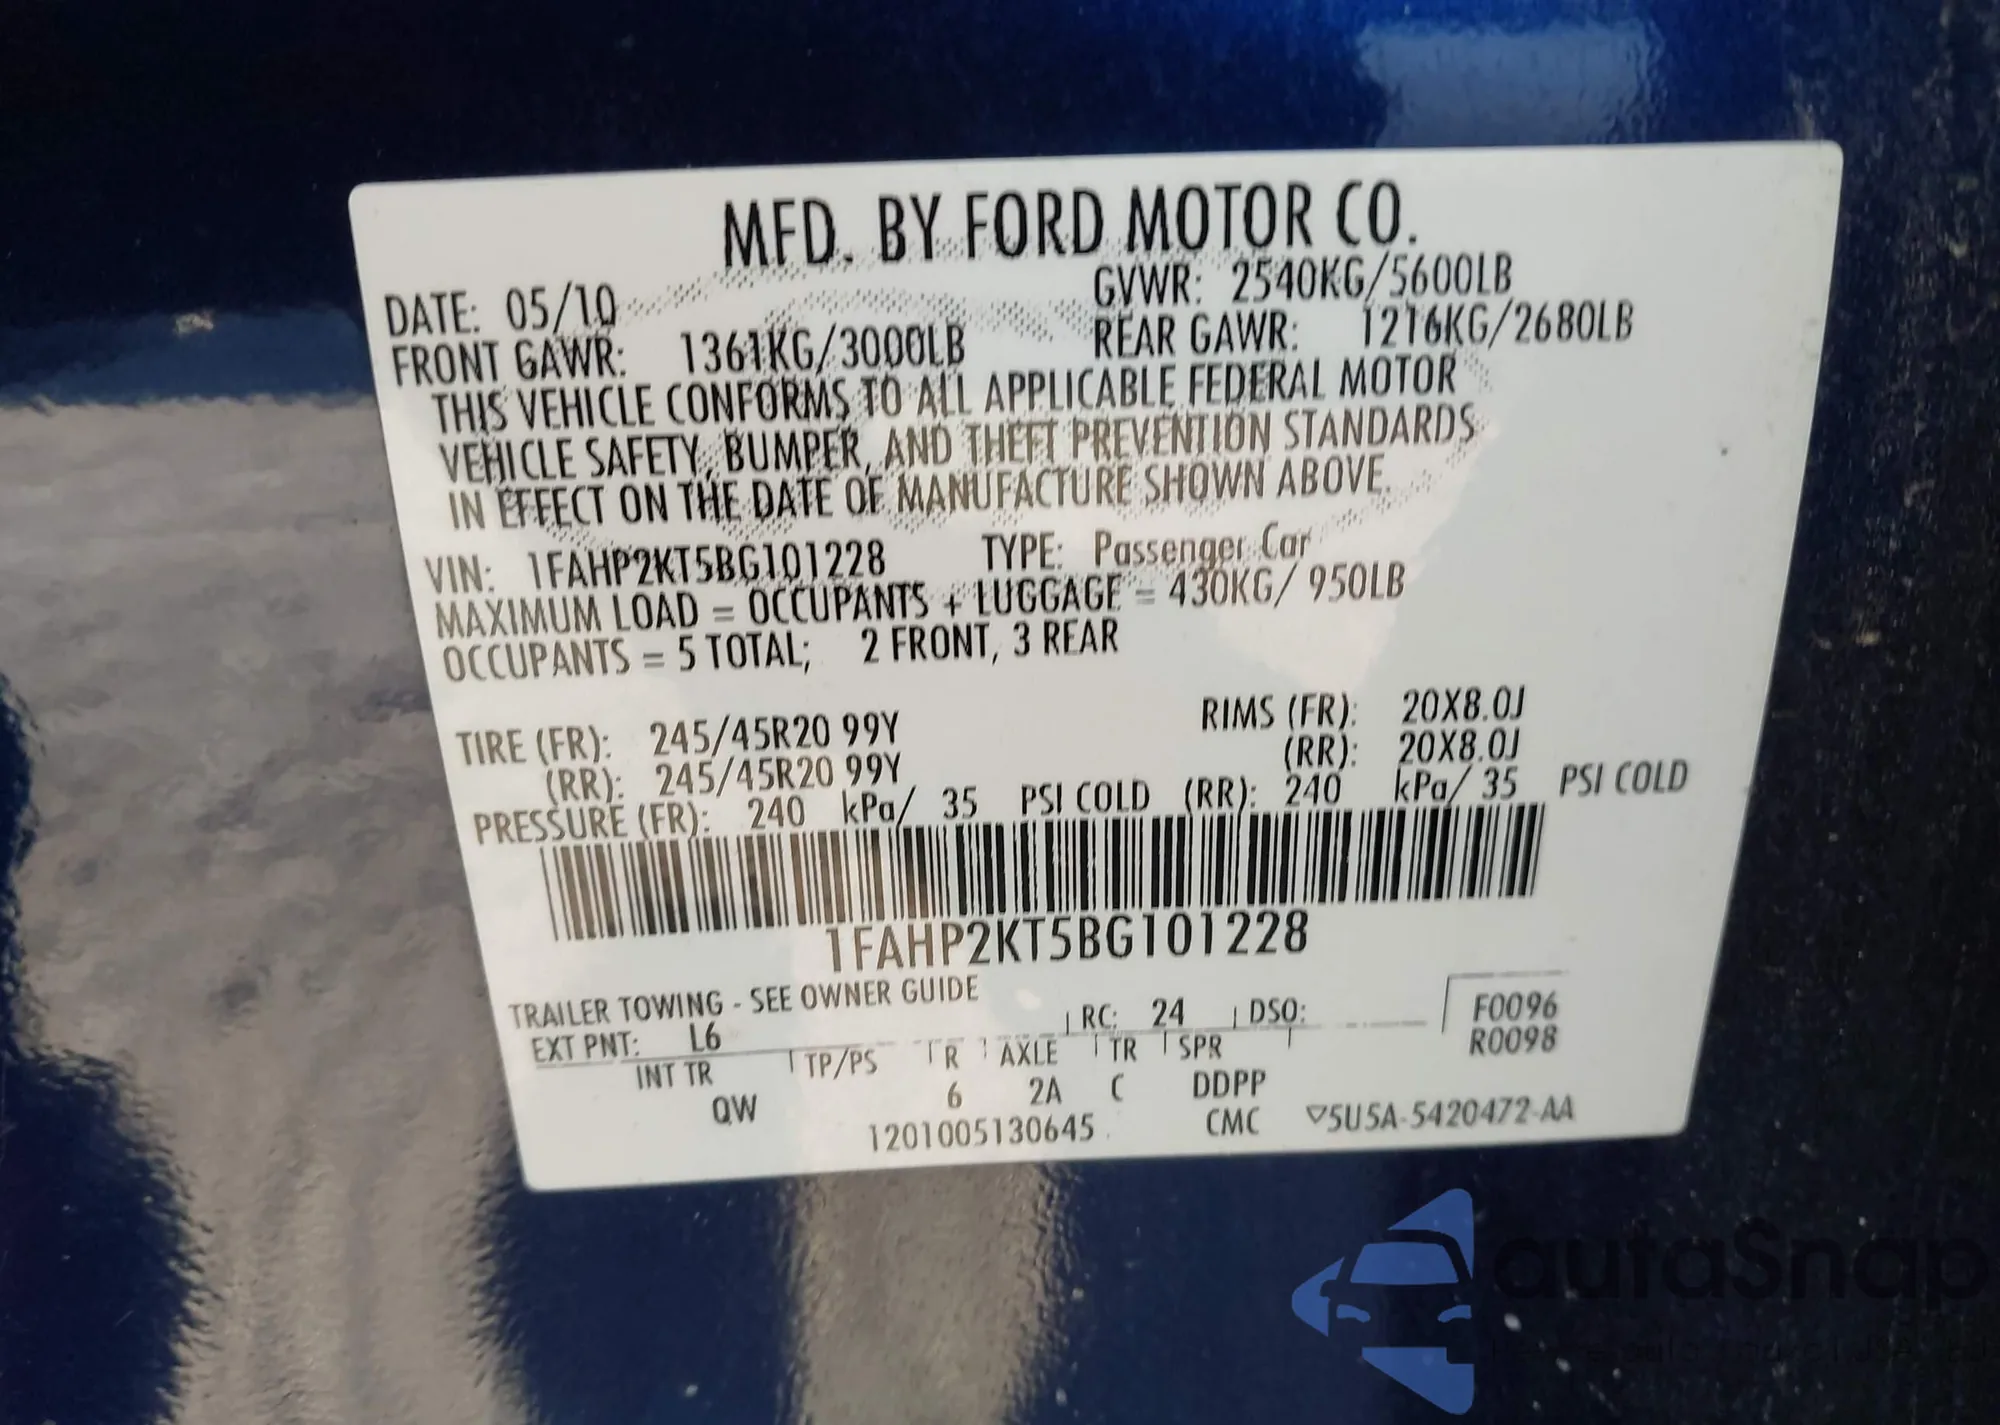 MFD. BY FORD MOTOR CO.
DATE: 05/10 GVWR: 2540KG/5600LB
FRONT GAWR: 1361KG/3000LB REAR GAWR: 1216KG/2680LB
THIS VEHICLE CONFORMS TO ALL APPLICABLE FEDERAL MOTOR
VEHICLE SAFETY, BUMPER, AND THEFT PREVENTION STANDARDS
IN EFFECT ON THE DATE OF MANUFACTURE SHOWN ABOVE.
VIN: 1FAHP2KT5BG101228 TYPE: Passenger Car
MAXIMUM LOAD = OCCUPANTS + LUGGAGE = 430KG/ 950LB
OCCUPANTS = 5 TOTAL; 2 FRONT, 3 REAR
TIRE (FR): 245/45R20 99Y RIMS (FR): 20X8.0J
(RR): 245/45R20 99Y (RR): 20X8.0J
PRESSURE (FR): 240 kPa/ 35 PSI COLD (RR): 240 kPa/ 35 PSI COLD
1FAHP2KT5BG101228
TRAILER TOWING - SEE OWNER GUIDE
EXT PNT: L6 RC: 24 DSO: F0096
R0098
INT TR TP/PS R AXLE TR SPR
QW 6 2A C DDPP
1201005130645 CMC ▽5U5A-5420472-AA
autoSnap